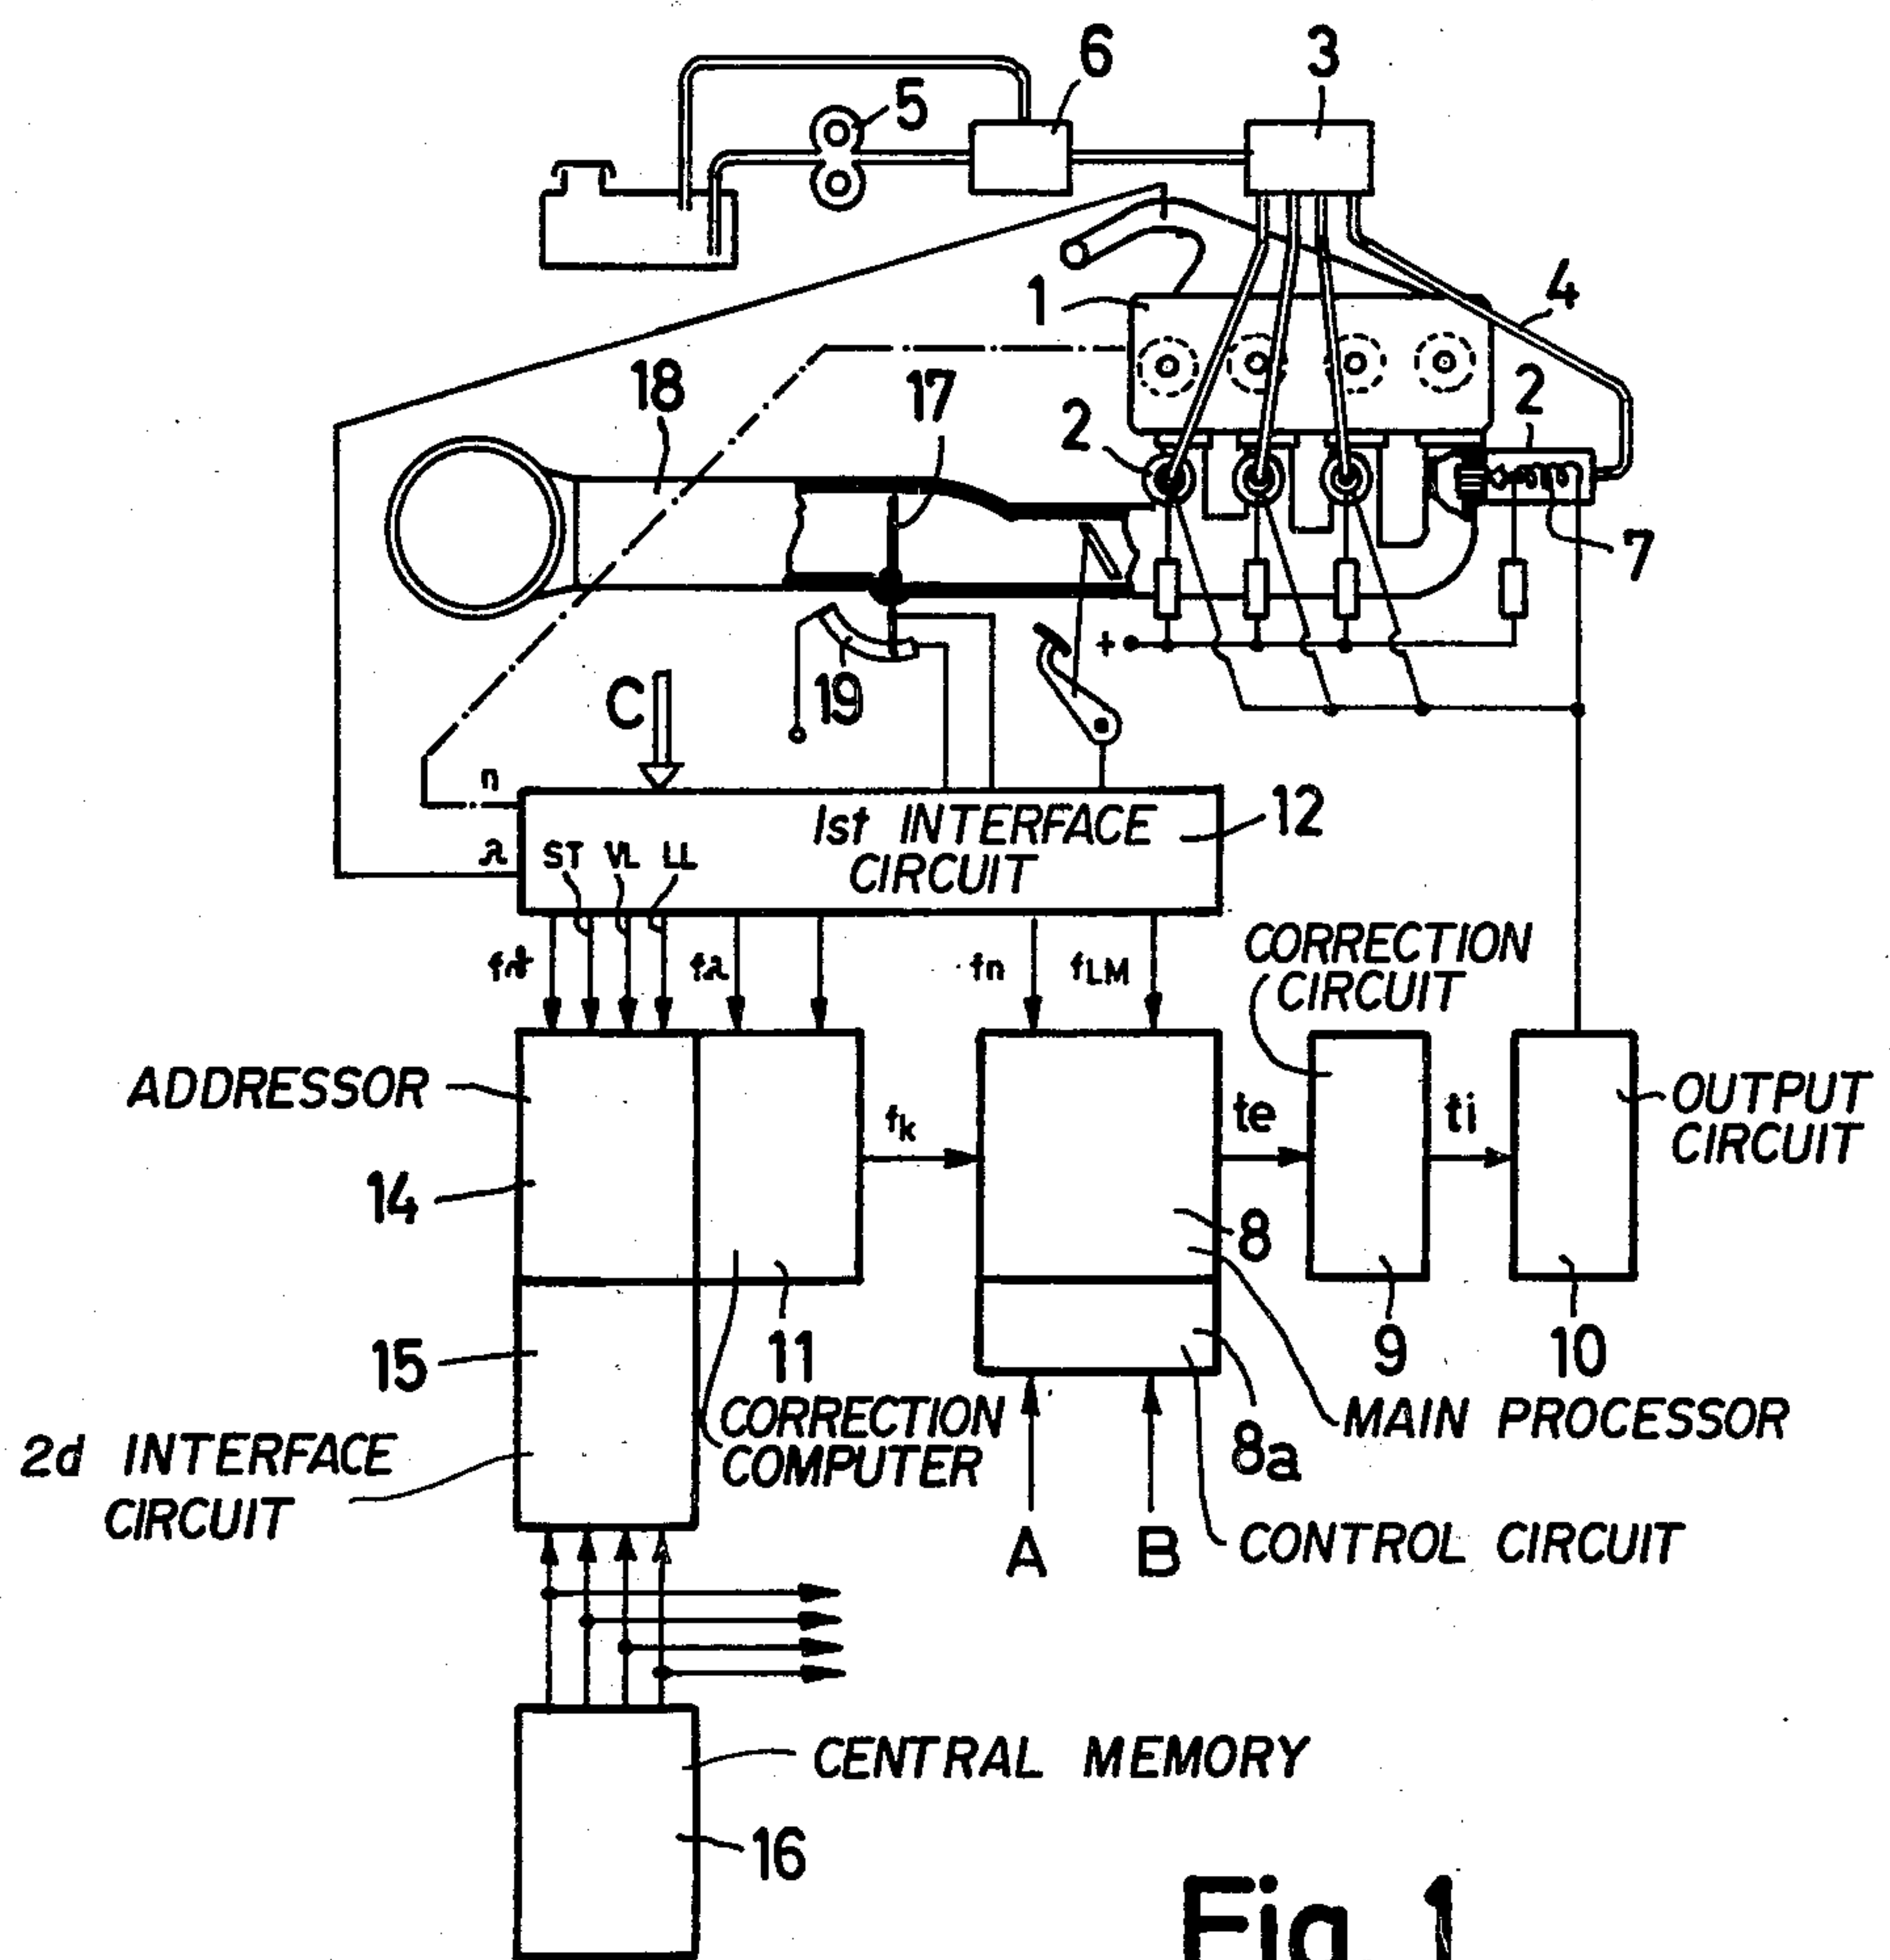 6
3
5
1
4
18
17
2
2
7
+
19
C
n
λ
ST VL LL
1st INTERFACE
CIRCUIT
12
fλ
fn
fLM
CORRECTION
CIRCUIT
ADDRESSOR
fk
te
ti
OUTPUT
CIRCUIT
14
8
15
11
9
10
CORRECTION
COMPUTER
MAIN PROCESSOR
8a
2d INTERFACE
CIRCUIT
A
B
CONTROL CIRCUIT
CENTRAL MEMORY
16
Fig. 1